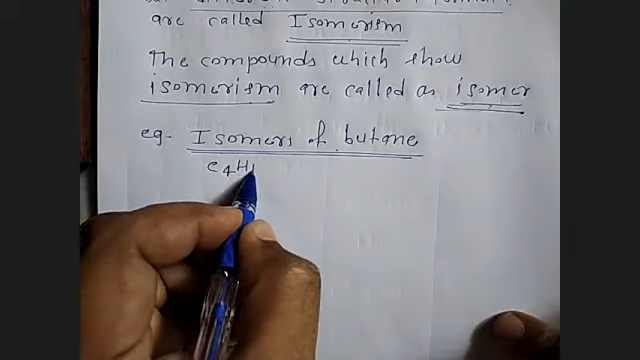 are called Isomerism
The compounds which show
isomerism are called as isomer
eg. Isomers of butane
C4H